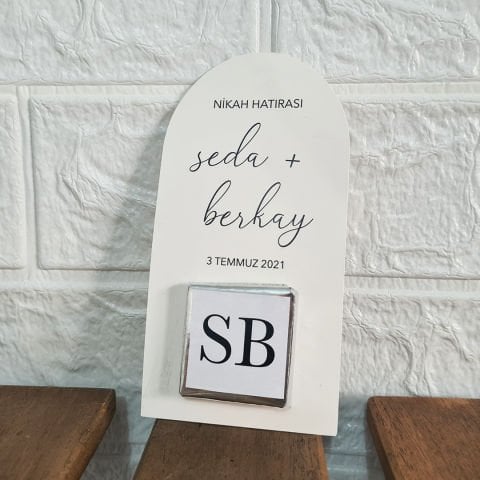 NİKAH HATIRASI
seda +
berkay
3 TEMMUZ 2021
SB